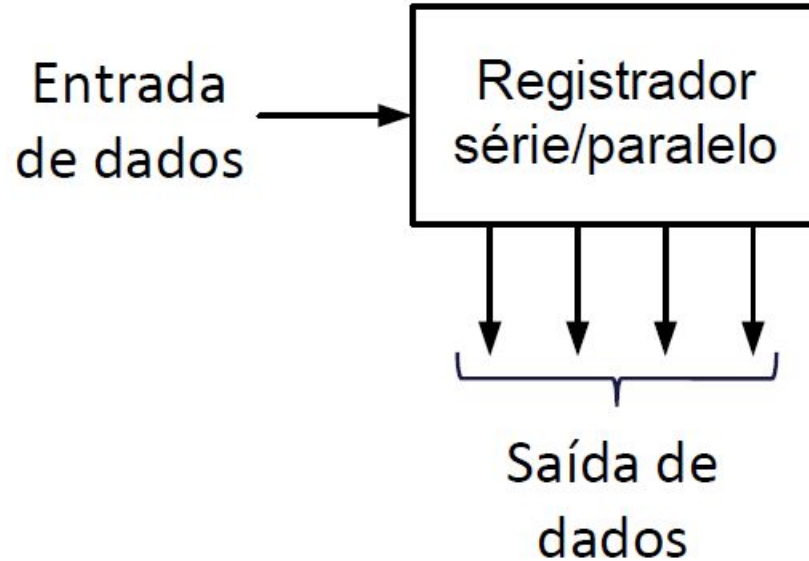 Entrada
de dados
Registrador
série/paralelo
Saída de
dados